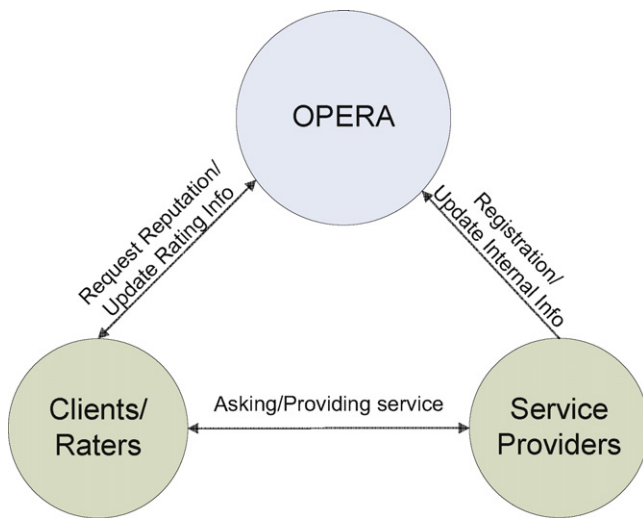 OPERA
Request Reputation/
Update Rating Info
Registration/
Update Internal Info
Clients/
Raters
Asking/Providing service
Service
Providers